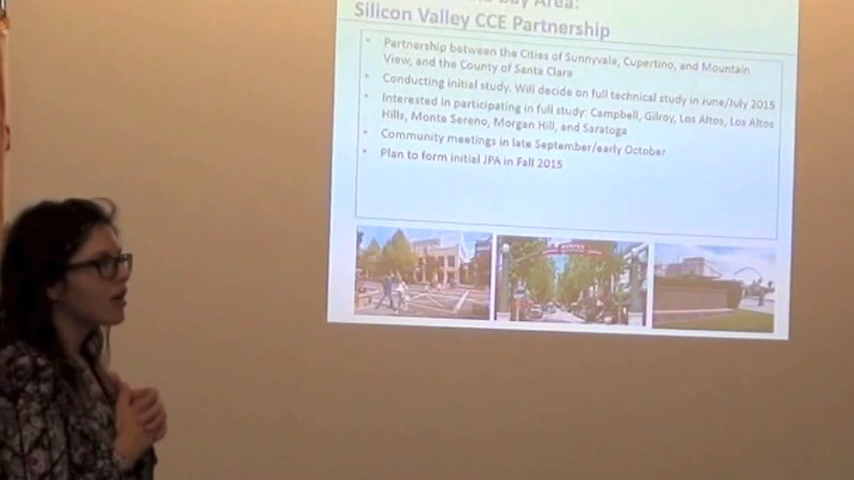 Bay Area:
Silicon Valley CCE Partnership
• Partnership between the Cities of Sunnyvale, Cupertino, and Mountain
View, and the County of Santa Clara
• Conducting initial study. Will decide on full technical study in June/July 2015
• Interested in participating in full study: Campbell, Gilroy, Los Altos, Los Altos
Hills, Monte Sereno, Morgan Hill, and Saratoga
• Community meetings in late September/early October
• Plan to form initial JPA in Fall 2015